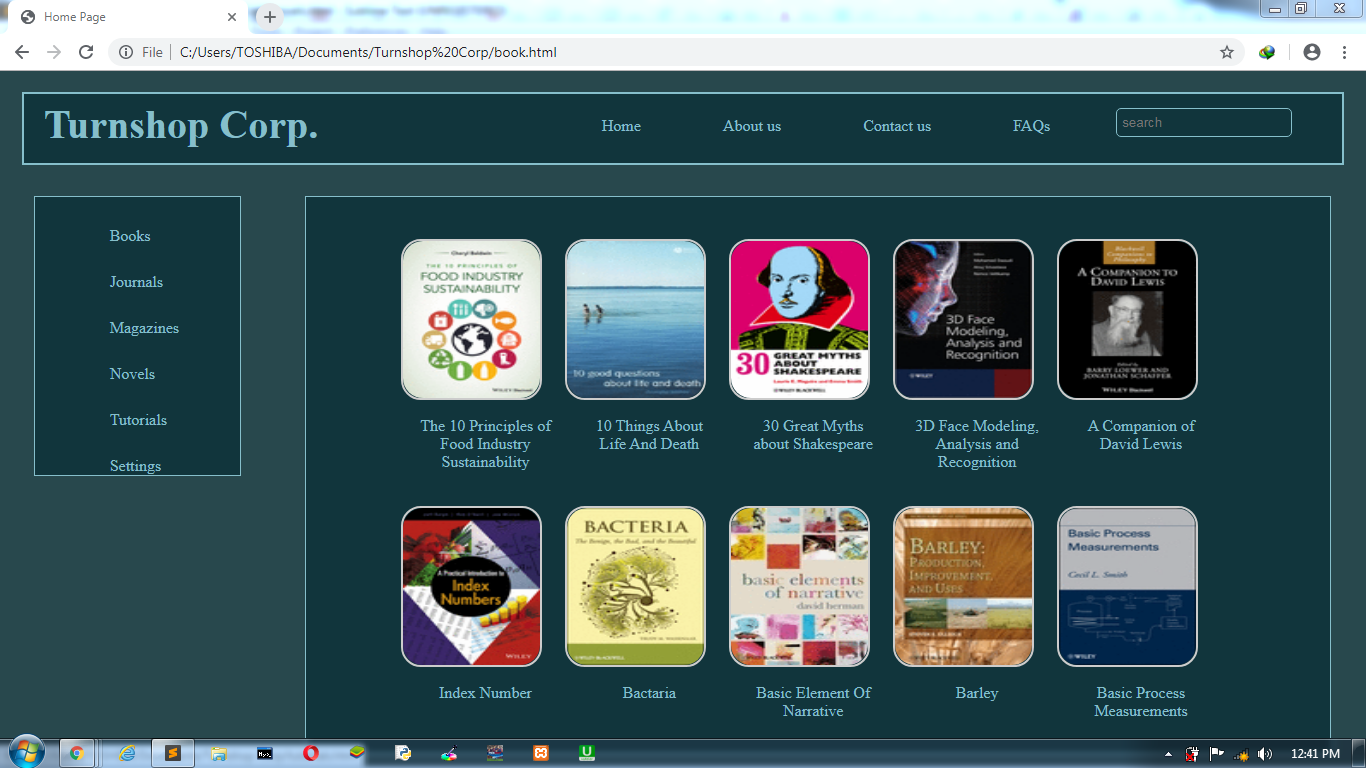 Home Page
File
C:/Users/TOSHIBA/Documents/Turnshop%20Corp/book.html
Turnshop Corp.
Home
About us
Contact us
FAQs
search
Books
Journals
Magazines
Novels
Tutorials
Settings
Cheryl Baldwin
THE 10 PRINCIPLES OF
FOOD INDUSTRY
SUSTAINABILITY
WILEY Blackwell
10 good questions
about life and death
30 GREAT MYTHS
ABOUT
SHAKESPEARE
Laurie E. Maguire and Emma Smith
WILEY BLACKWELL
3D Face
Modeling,
Analysis and
Recognition
WILEY
Blackwell
Companions to
Philosophy
A COMPANION TO
DAVID LEWIS
Edited by
BARRY LOEWER AND
JONATHAN SCHAFFER
WILEY Blackwell
The 10 Principles of
Food Industry
Sustainability
10 Things About
Life And Death
30 Great Myths
about Shakespeare
3D Face Modeling,
Analysis and
Recognition
A Companion of
David Lewis
A Practical Introduction to
Index
Numbers
WILEY
BACTERIA
The Benign, the Bad, and the Beautiful
WILEY-BLACKWELL
basic elements
of narrative
david herman
BARLEY:
PRODUCTION,
IMPROVEMENT,
AND USES
Basic Process
Measurements
Cecil L. Smith
WILEY
Index Number
Bactaria
Basic Element Of
Narrative
Barley
Basic Process
Measurements
12:41 PM